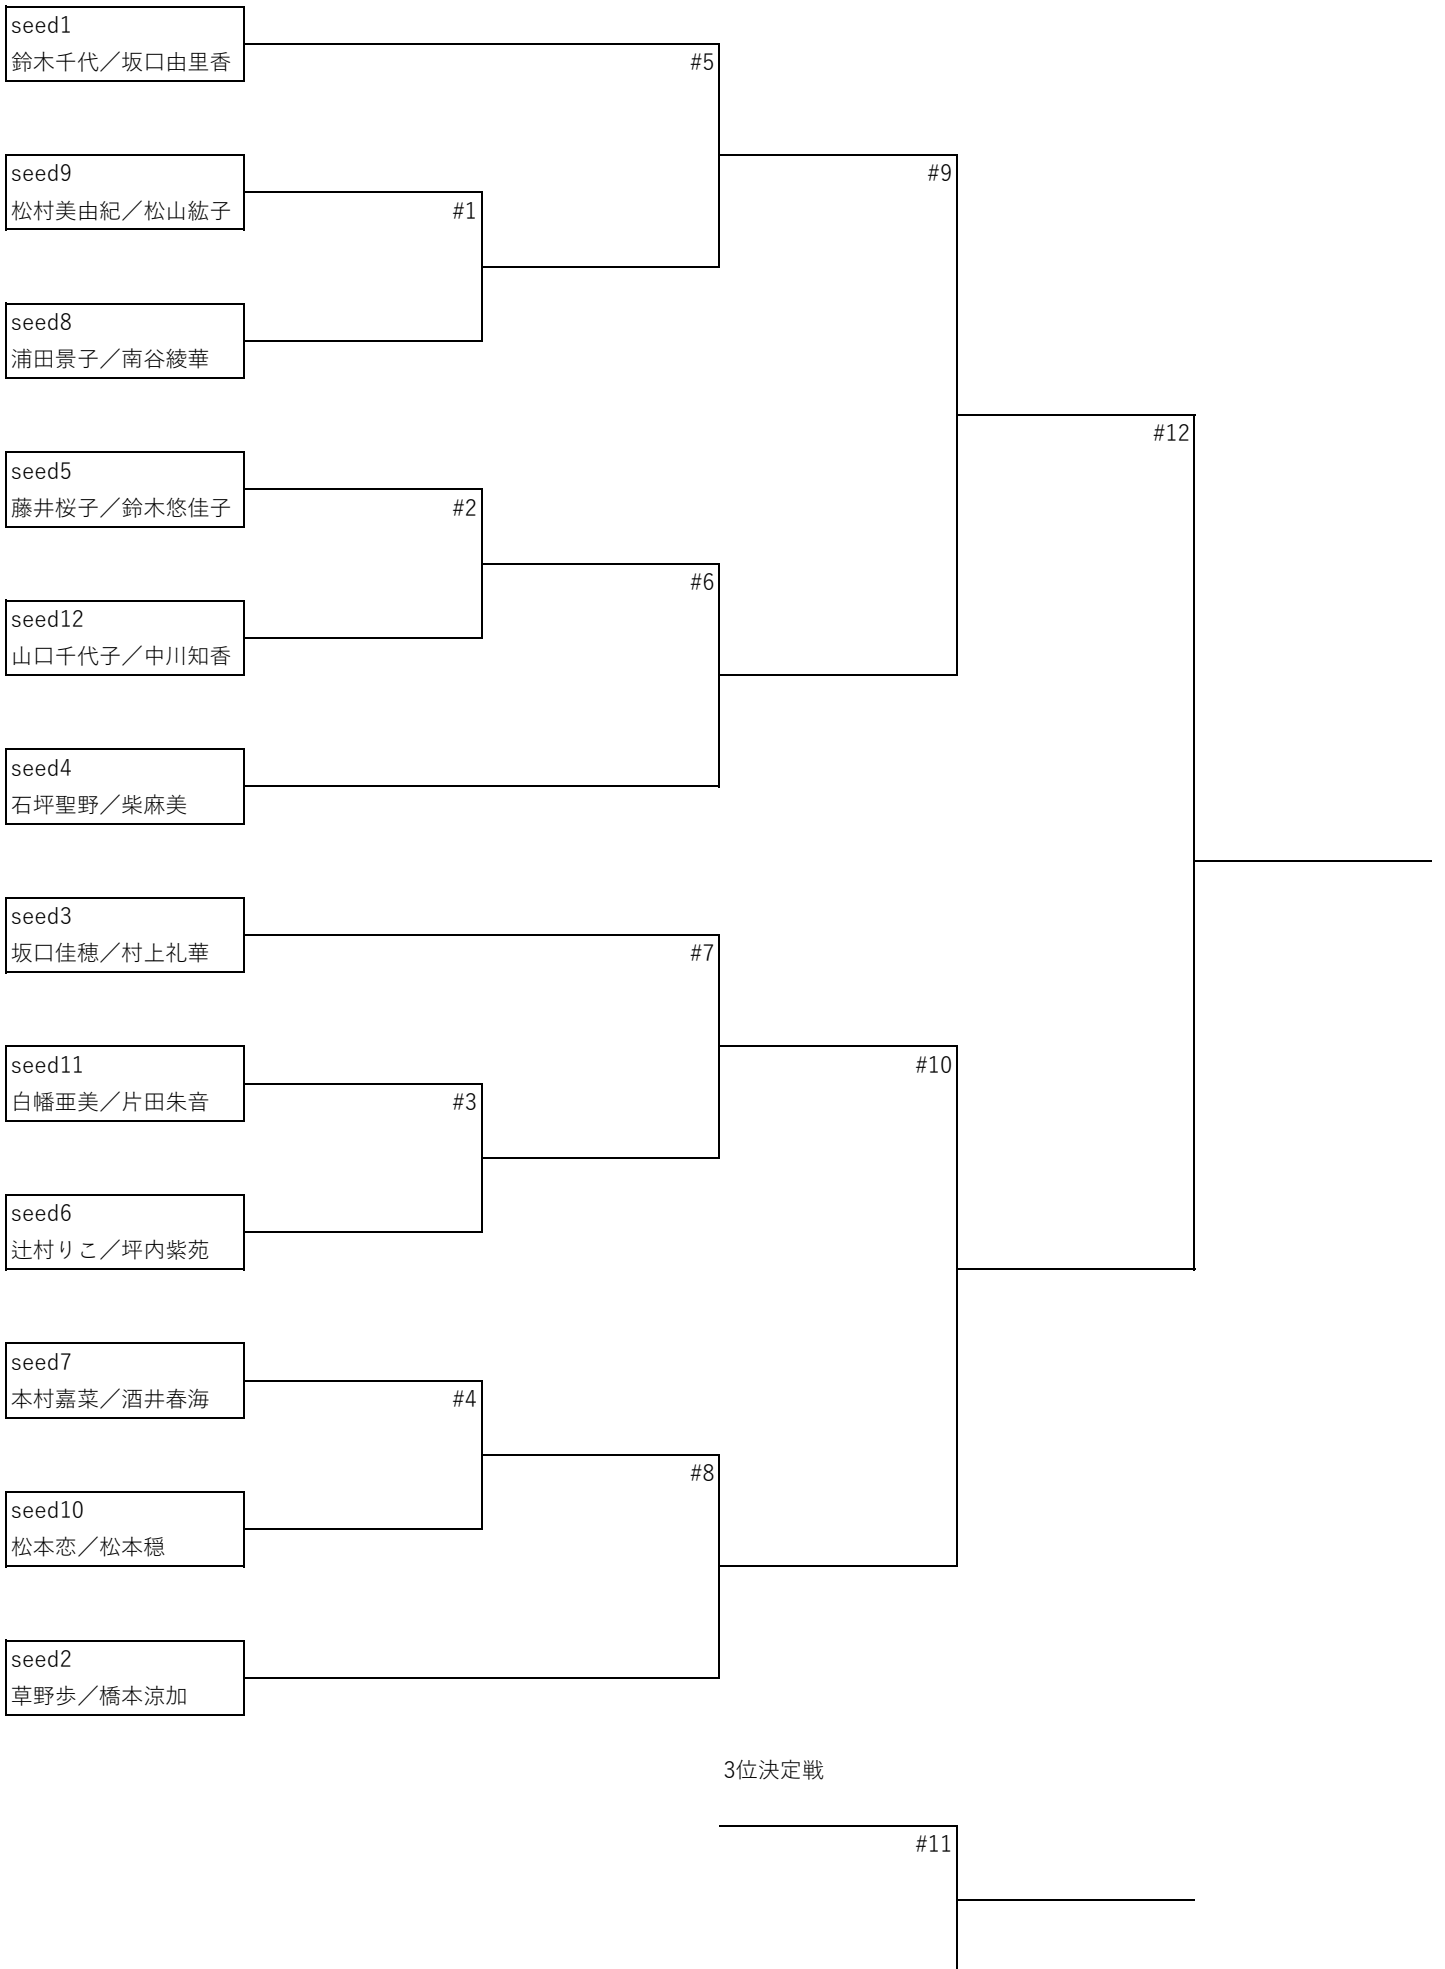 seed1
鈴木千代／坂口由里香
#5
seed9
#9
松村美由紀／松山紘子
#1
seed8
浦田景子／南谷綾華
#12
seed5
藤井桜子／鈴木悠佳子
#2
#6
seed12
山口千代子／中川知香
seed4
石坪聖野／柴麻美
seed3
坂口佳穂／村上礼華
#7
seed11
#10
白幡亜美／片田朱音
#3
seed6
辻村りこ／坪内紫苑
seed7
本村嘉菜／酒井春海
#4
#8
seed10
松本恋／松本穏
seed2
草野歩／橋本涼加
3位決定戦
#11